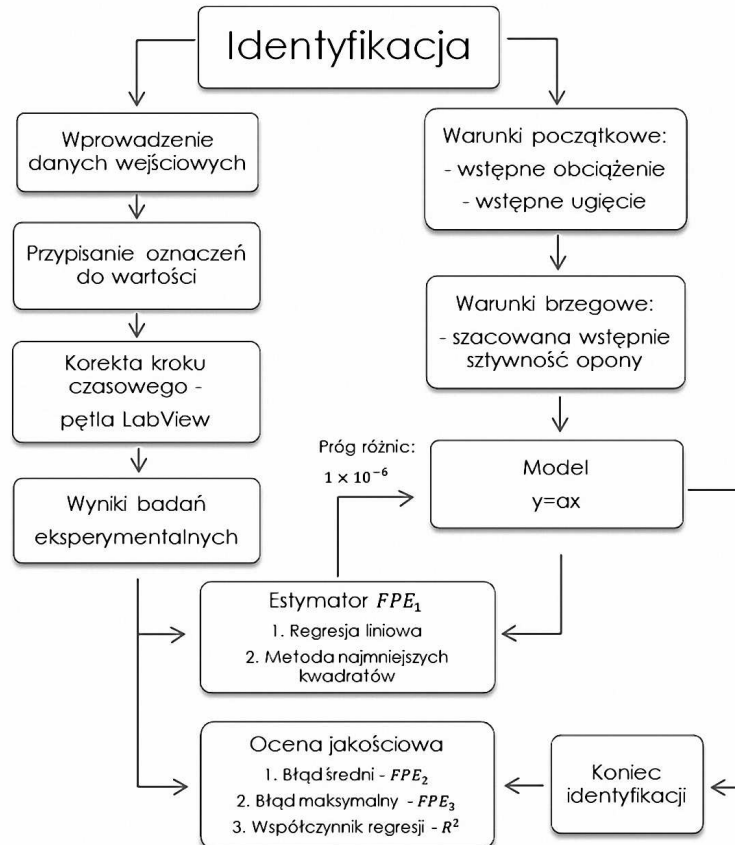 Identyfikacja
Wprowadzenie
danych wejściowych
Przypisanie oznaczeń
do wartości
Korekta kroku
czasowego -
pętla LabView
Wyniki badań
eksperymentalnych
Warunki początkowe:
- wstępne obciążenie
- wstępne ugięcie
Warunki brzegowe:
- szacowana wstępnie
sztywność opony
Próg różnic:
1 × 10⁻⁶
Model
y=ax
Estymator FPE₁
1. Regresja liniowa
2. Metoda najmniejszych
kwadratów
Ocena jakościowa
1. Błąd średni - FPE₂
2. Błąd maksymalny - FPE₃
3. Współczynnik regresji - R²
Koniec
identyfikacji